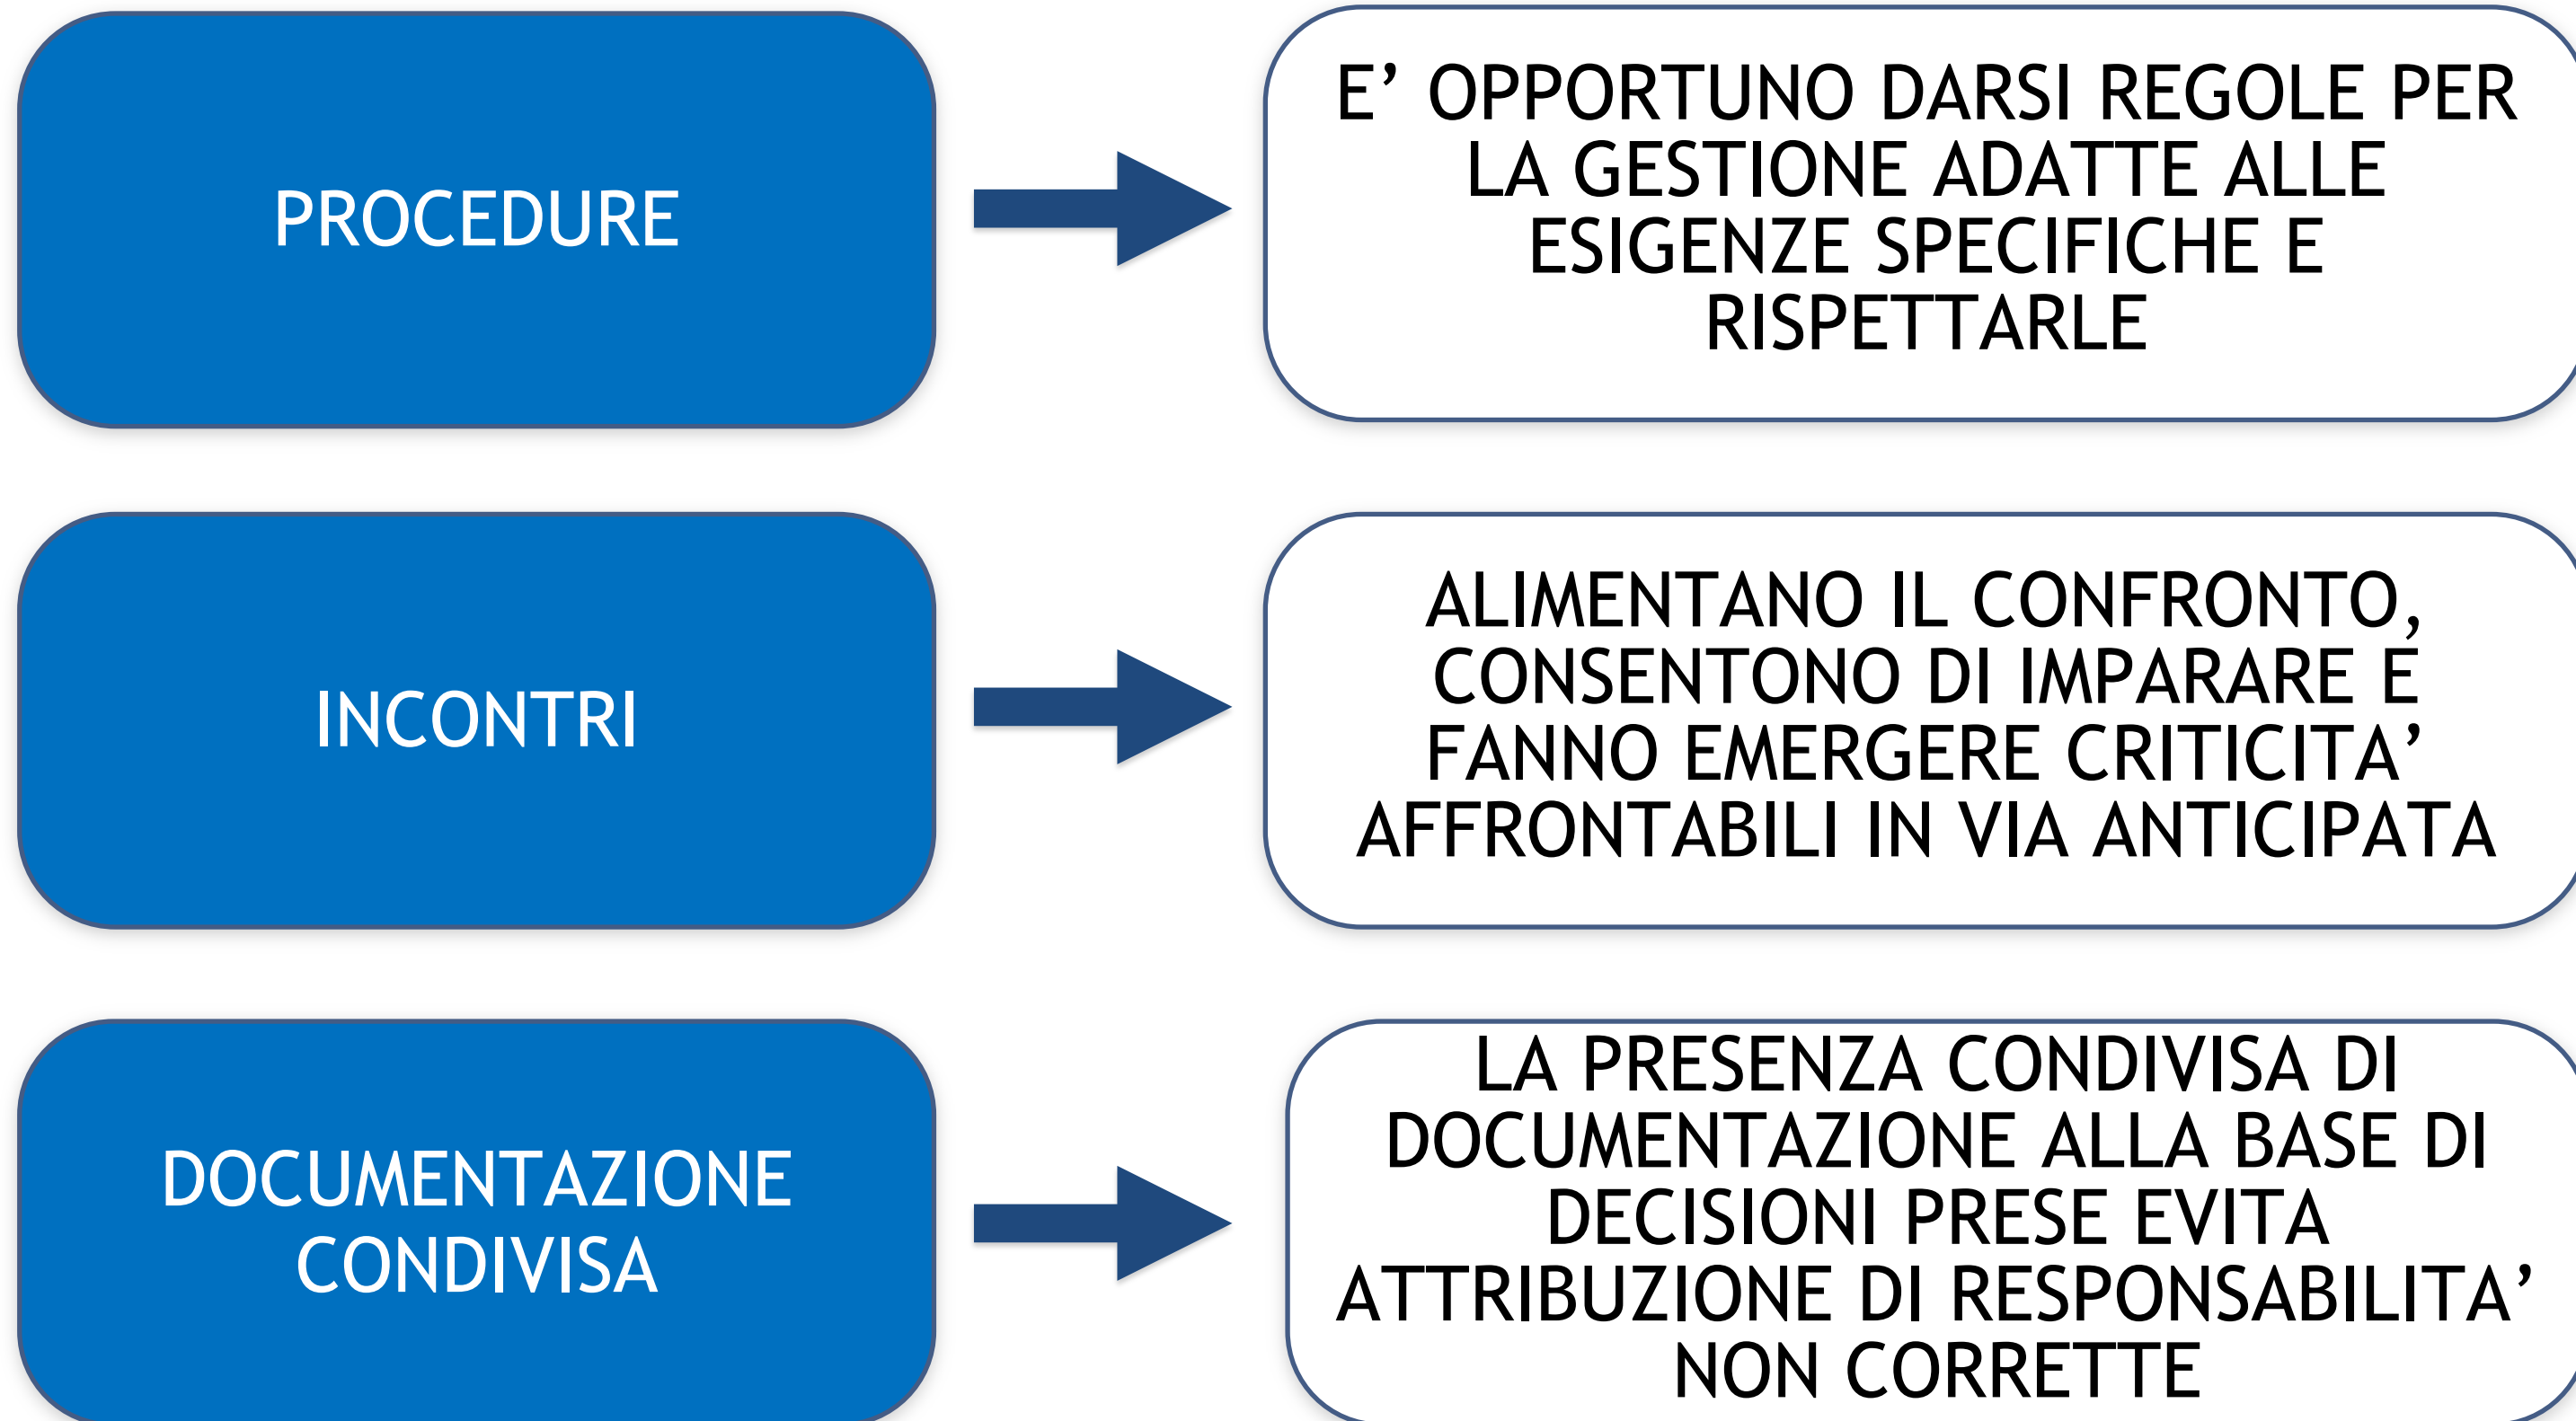 PROCEDURE
E’ OPPORTUNO DARSI REGOLE PER
LA GESTIONE ADATTE ALLE
ESIGENZE SPECIFICHE E
RISPETTARLE
INCONTRI
ALIMENTANO IL CONFRONTO,
CONSENTONO DI IMPARARE E
FANNO EMERGERE CRITICITA’
AFFRONTABILI IN VIA ANTICIPATA
DOCUMENTAZIONE
CONDIVISA
LA PRESENZA CONDIVISA DI
DOCUMENTAZIONE ALLA BASE DI
DECISIONI PRESE EVITA
ATTRIBUZIONE DI RESPONSABILITA’
NON CORRETTE